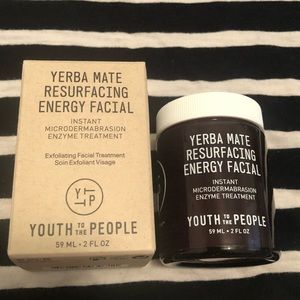 YERBA MATE
RESURFACING
ENERGY FACIAL
INSTANT
MICRODERMABRASION
ENZYME TREATMENT
Exfoliating Facial Treatment
Soin Exfoliant Visage
Y P
YOUTH TO THE PEOPLE
59 ML • 2 FL OZ
YERBA MATE
RESURFACING
ENERGY FACIAL
INSTANT
MICRODERMABRASION
ENZYME TREATMENT
YOUTH TO THE PEOPLE
59 ML • 2 FL OZ